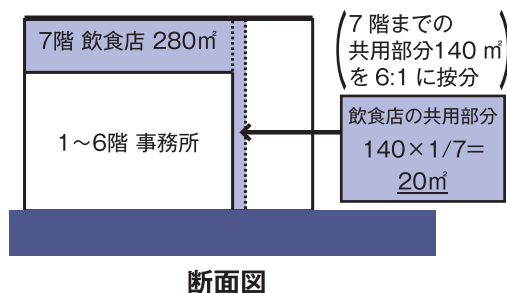 7階 飲食店 280㎡
1〜6階 事務所
7階までの
共用部分140㎡
を6:1に按分
飲食店の共用部分
140×1/7=
20㎡
断面図